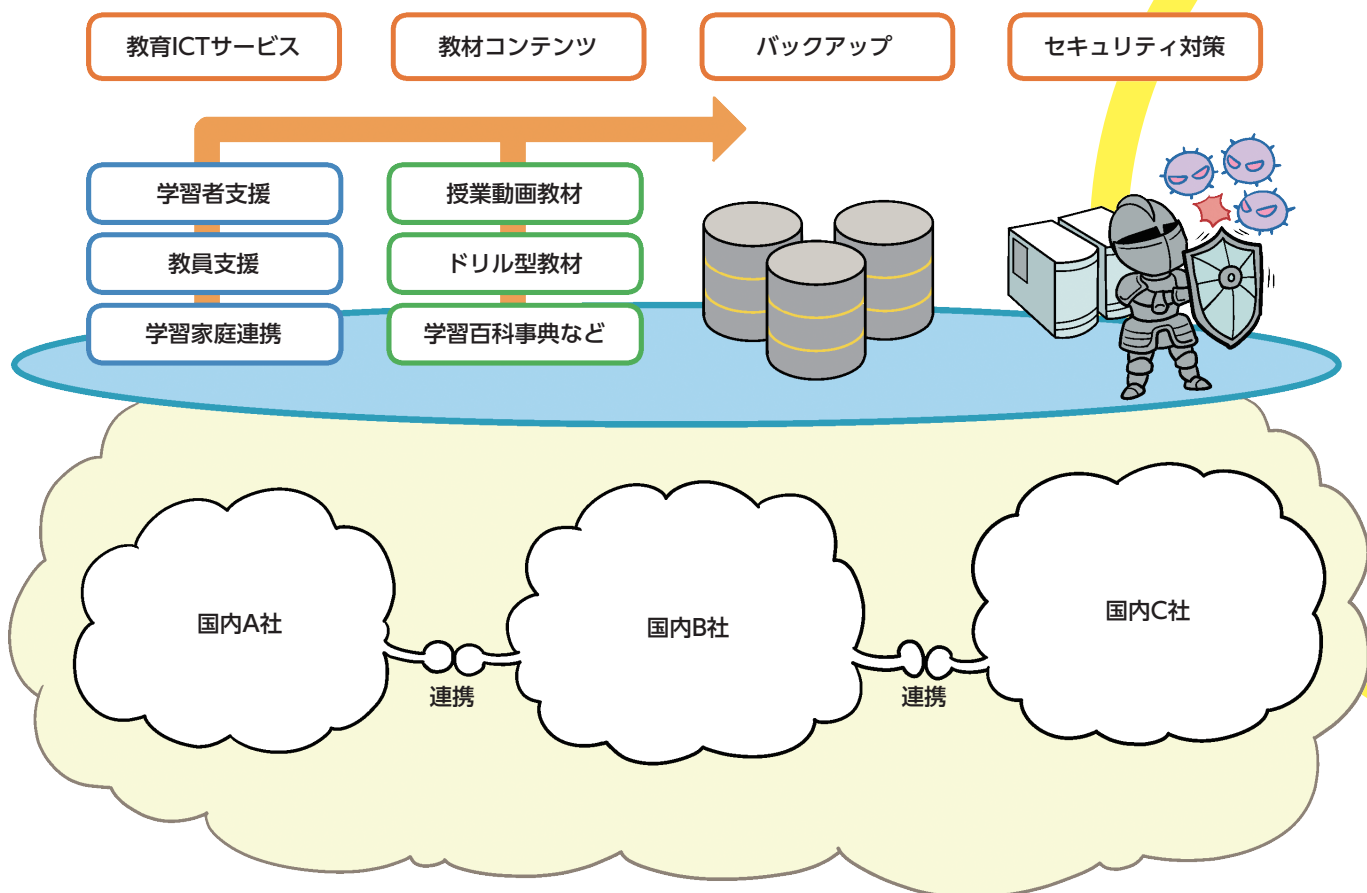 教育ICTサービス
教材コンテンツ
バックアップ
セキュリティ対策
学習者支援
授業動画教材
教員支援
ドリル型教材
学習家庭連携
学習百科事典など
国内A社
国内B社
国内C社
連携
連携